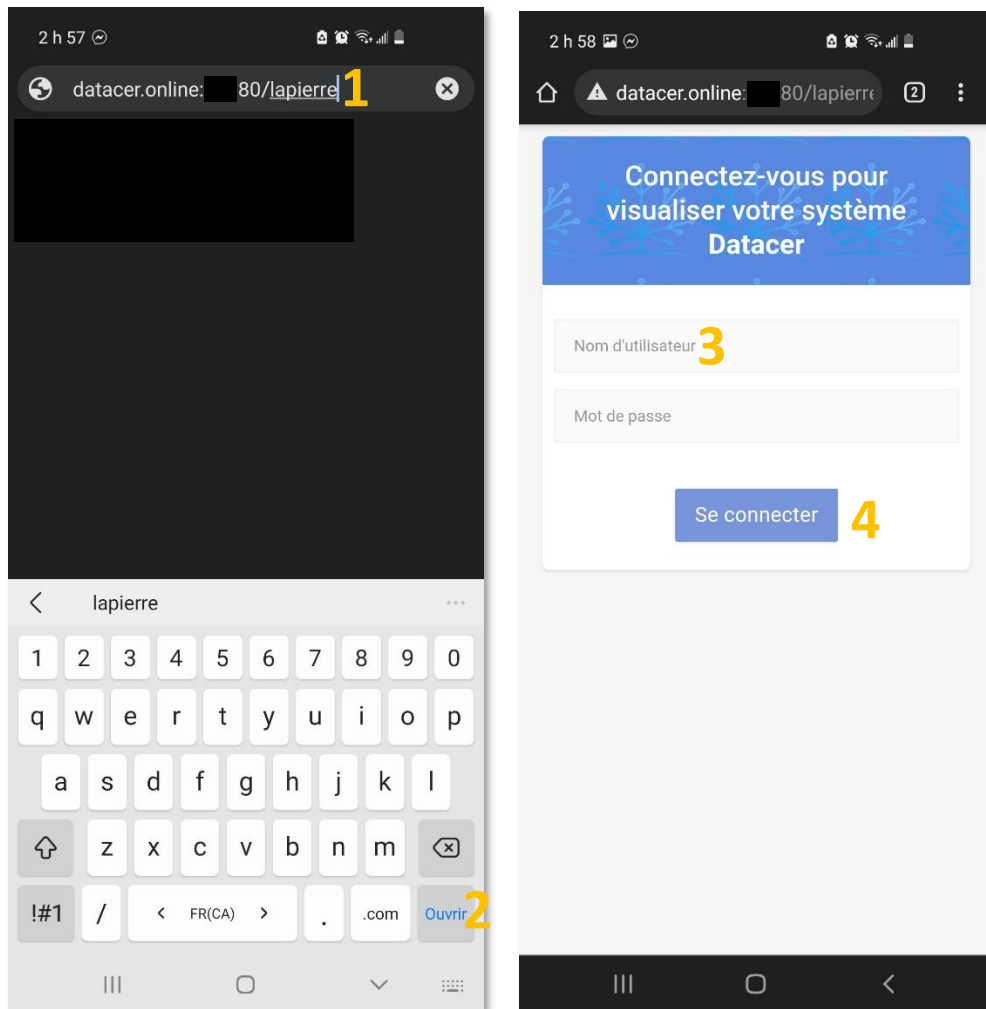 2 h 57
datacer.online: 80/lapierre 1
lapierre
1 2 3 4 5 6 7 8 9 0
q w e r t y u i o p
a s d f g h j k l
z x c v b n m
!#1 / < FR(CA) > . .com Ouvrir 2
2 h 58
datacer.online: 80/lapierre 2
Connectez-vous pour
visualiser votre système
Datacer
Nom d'utilisateur 3
Mot de passe
Se connecter 4